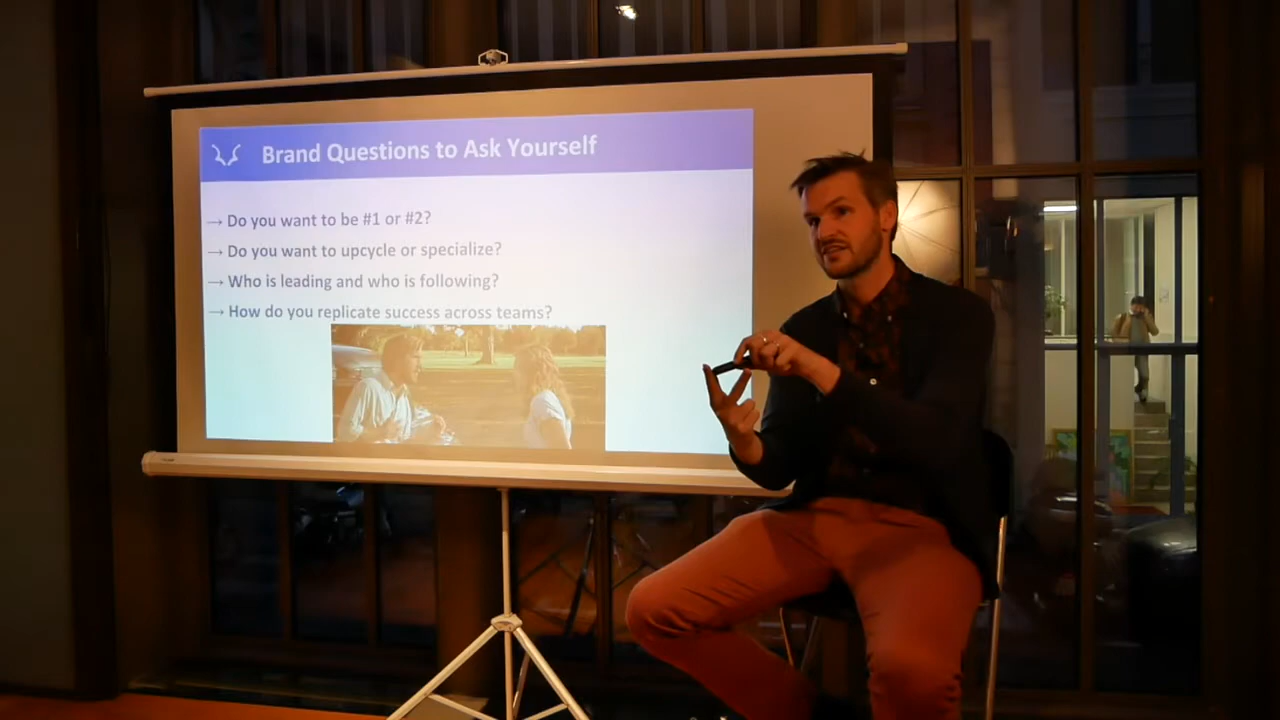 Brand Questions to Ask Yourself
→ Do you want to be #1 or #2?
→ Do you want to upcycle or specialize?
→ Who is leading and who is following?
→ How do you replicate success across teams?